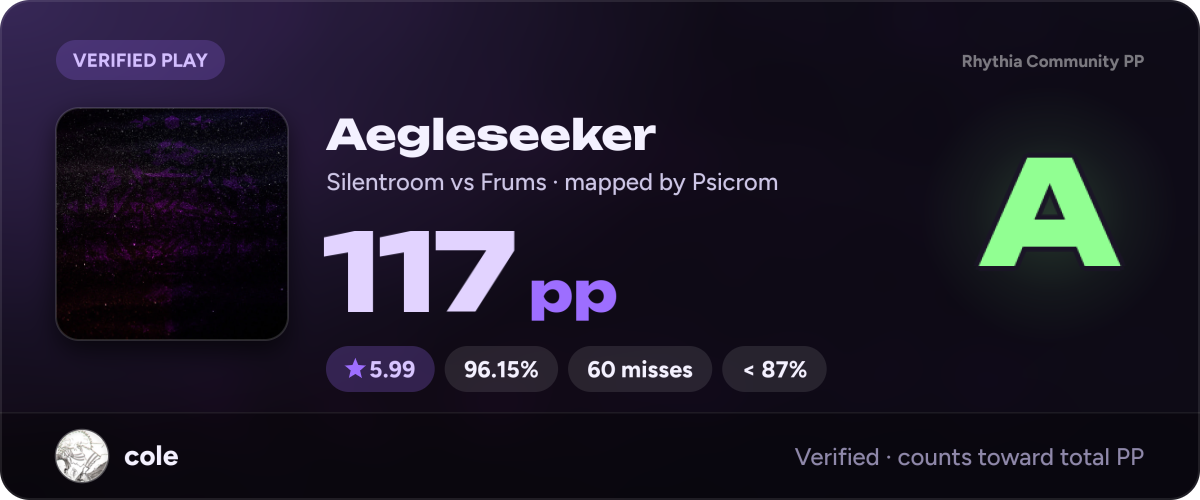 VERIFIED PLAY
Rhythia Community PP
Aegleseeker
Silentroom vs Frums · mapped by Psicrom
A
117 pp
★ 5.99
96.15%
60 misses
< 87%
cole
Verified · counts toward total PP